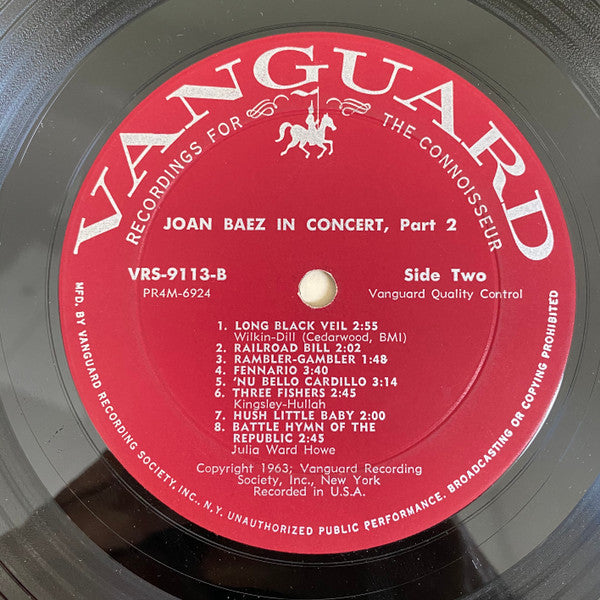 VANGUARD
RECORDINGS FOR THE CONNOISSEUR
JOAN BAEZ IN CONCERT, Part 2
VRS-9113-B Side Two
PR4M-6924 Vanguard Quality Control
1. LONG BLACK VEIL 2:55
Wilkin-Dill (Cedarwood, BMI)
2. RAILROAD BILL 2:02
3. RAMBLER-GAMBLER 1:48
4. FENNARIO 3:40
5. 'NU BELLO CARDILLO 3:14
6. THREE FISHERS 2:45
Kingsley-Hullah
7. HUSH LITTLE BABY 2:00
8. BATTLE HYMN OF THE
REPUBLIC 2:45
Julia Ward Howe
Copyright 1963; Vanguard Recording
Society, Inc., New York
Recorded in U.S.A.
MFD. BY VANGUARD RECORDING SOCIETY, INC., N.Y. UNAUTHORIZED PUBLIC PERFORMANCE, BROADCASTING OR COPYING PROHIBITED